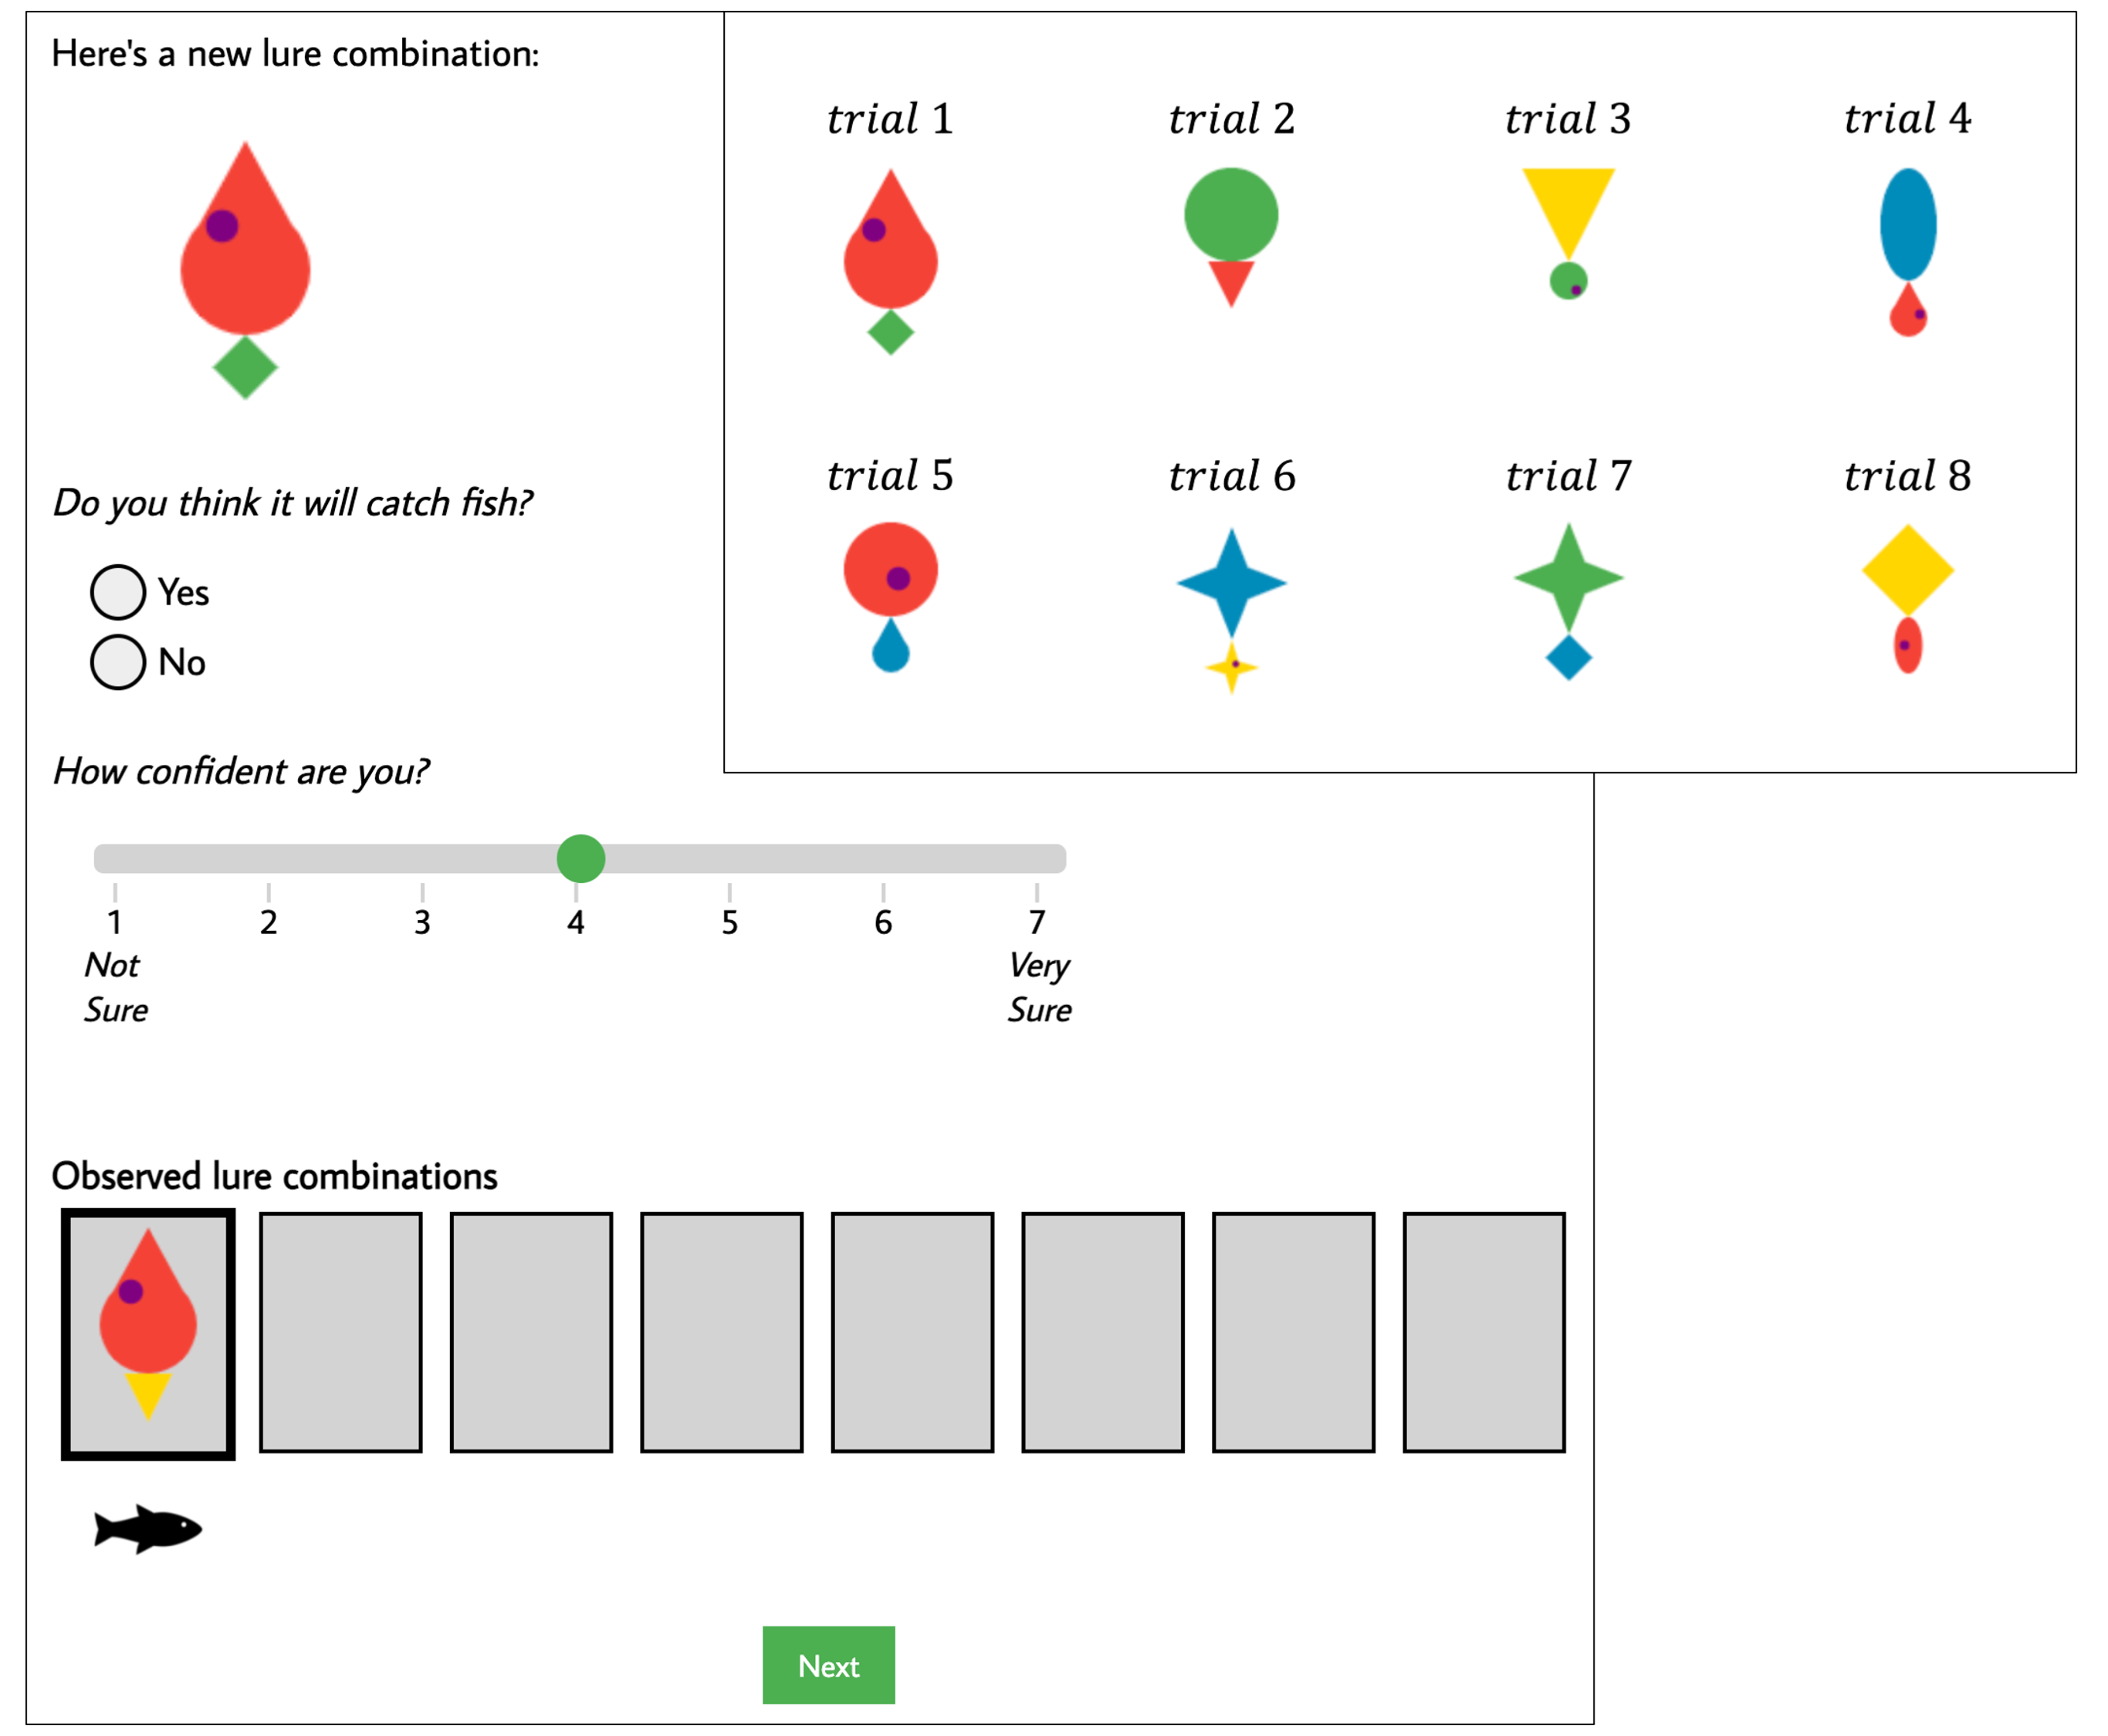 Here's a new lure combination:
Do you think it will catch fish?
Yes
No
How confident are you?
1 2 3 4 5 6 7
Not Sure
Very Sure
trial 1 trial 2 trial 3 trial 4
trial 5 trial 6 trial 7 trial 8
Observed lure combinations
Next